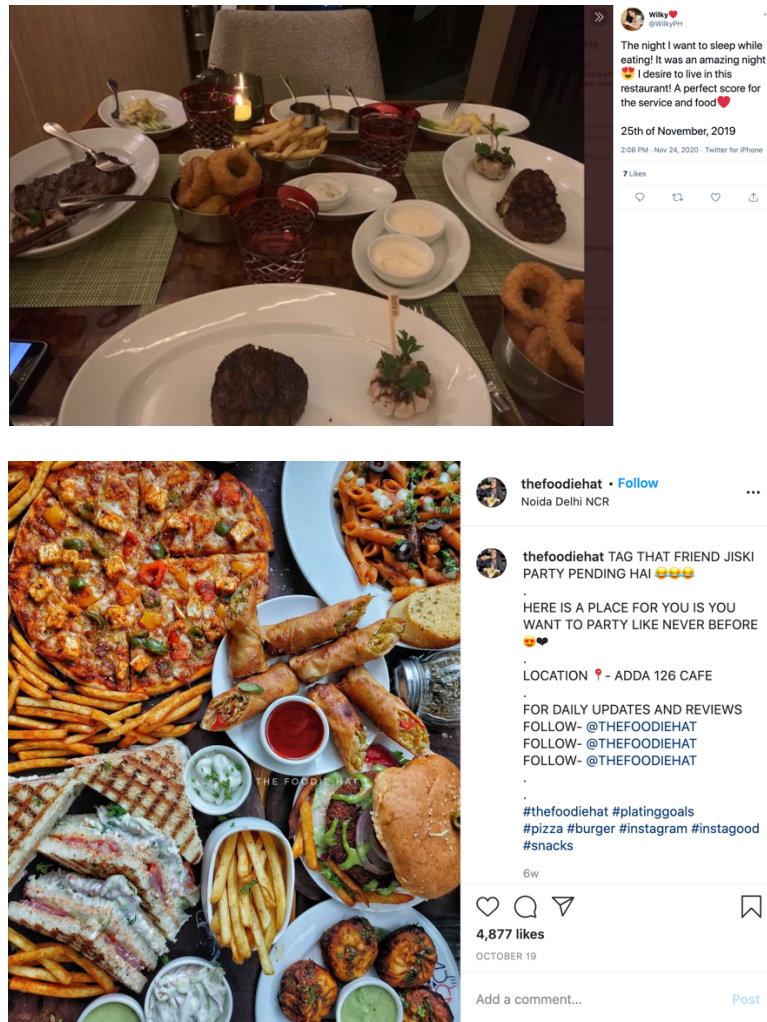 Wilky❤️
@WilkyPH
The night I want to sleep while
eating! It was an amazing night
😍 I desire to live in this
restaurant! A perfect score for
the service and food❤️
25th of November, 2019
2:08 PM · Nov 24, 2020 · Twitter for iPhone
7 Likes
thefoodiehat • Follow
Noida Delhi NCR
thefoodiehat TAG THAT FRIEND JISKI
PARTY PENDING HAI 😂😂😂
.
HERE IS A PLACE FOR YOU IS YOU
WANT TO PARTY LIKE NEVER BEFORE
😍❤
.
LOCATION 📍- ADDA 126 CAFE
.
FOR DAILY UPDATES AND REVIEWS
FOLLOW- @THEFOODIEHAT
FOLLOW- @THEFOODIEHAT
FOLLOW- @THEFOODIEHAT
.
.
#thefoodiehat #platinggoals
#pizza #burger #instagram #instagood
#snacks
6w
THE FOODIE HAT
4,877 likes
OCTOBER 19
Add a comment...
Post